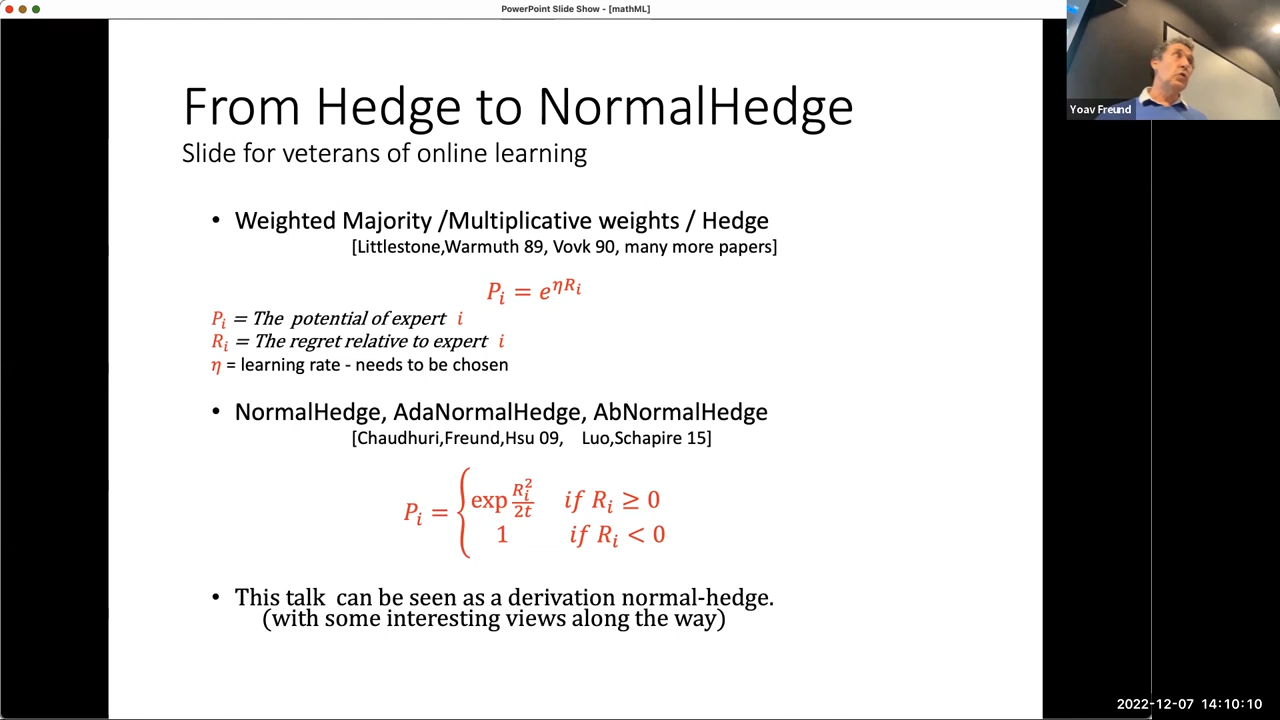 PowerPoint Slide Show - [mathML]
Yoav Freund
From Hedge to NormalHedge
Slide for veterans of online learning
• Weighted Majority /Multiplicative weights / Hedge
[Littlestone,Warmuth 89, Vovk 90, many more papers]
P_i = e^{ηR_i}
P_i = The potential of expert i
R_i = The regret relative to expert i
η = learning rate - needs to be chosen
• NormalHedge, AdaNormalHedge, AbNormalHedge
[Chaudhuri,Freund,Hsu 09, Luo,Schapire 15]
P_i = { exp R_i^2/2t if R_i ≥ 0
1 if R_i < 0
• This talk can be seen as a derivation normal-hedge.
(with some interesting views along the way)
2022-12-07 14:10:10